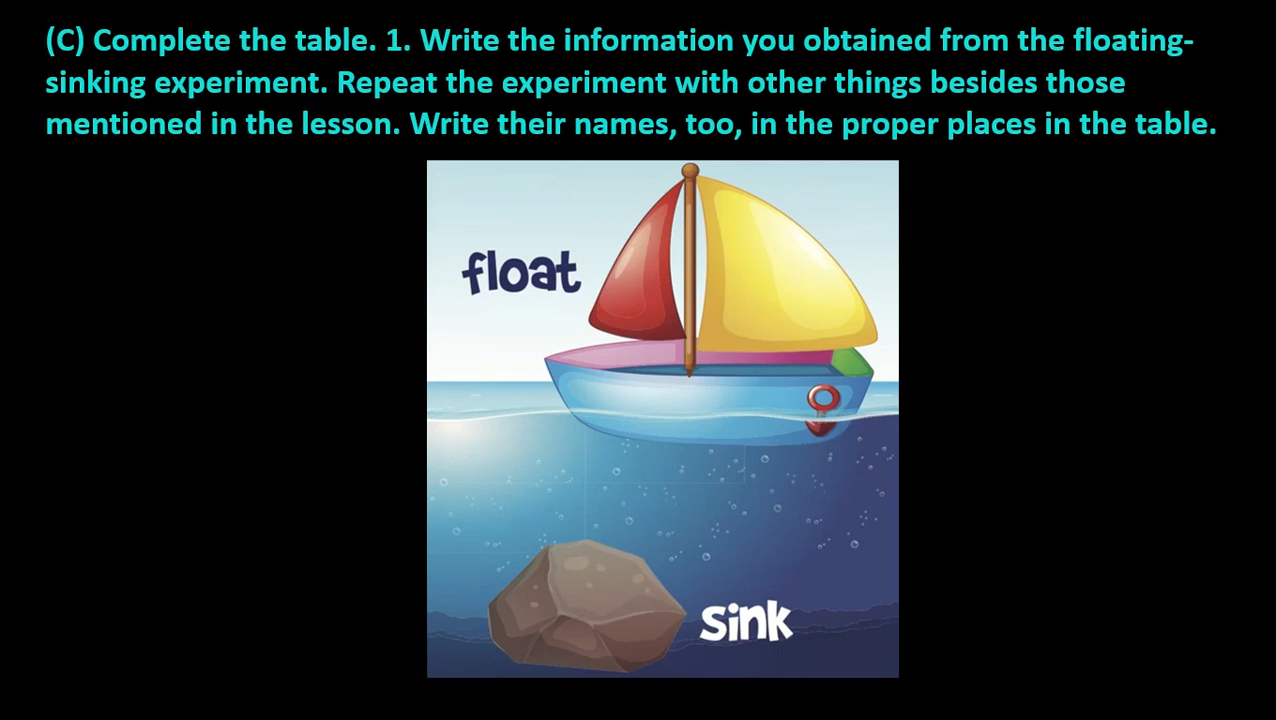 (C) Complete the table. 1. Write the information you obtained from the floating-
sinking experiment. Repeat the experiment with other things besides those
mentioned in the lesson. Write their names, too, in the proper places in the table.
float
sink